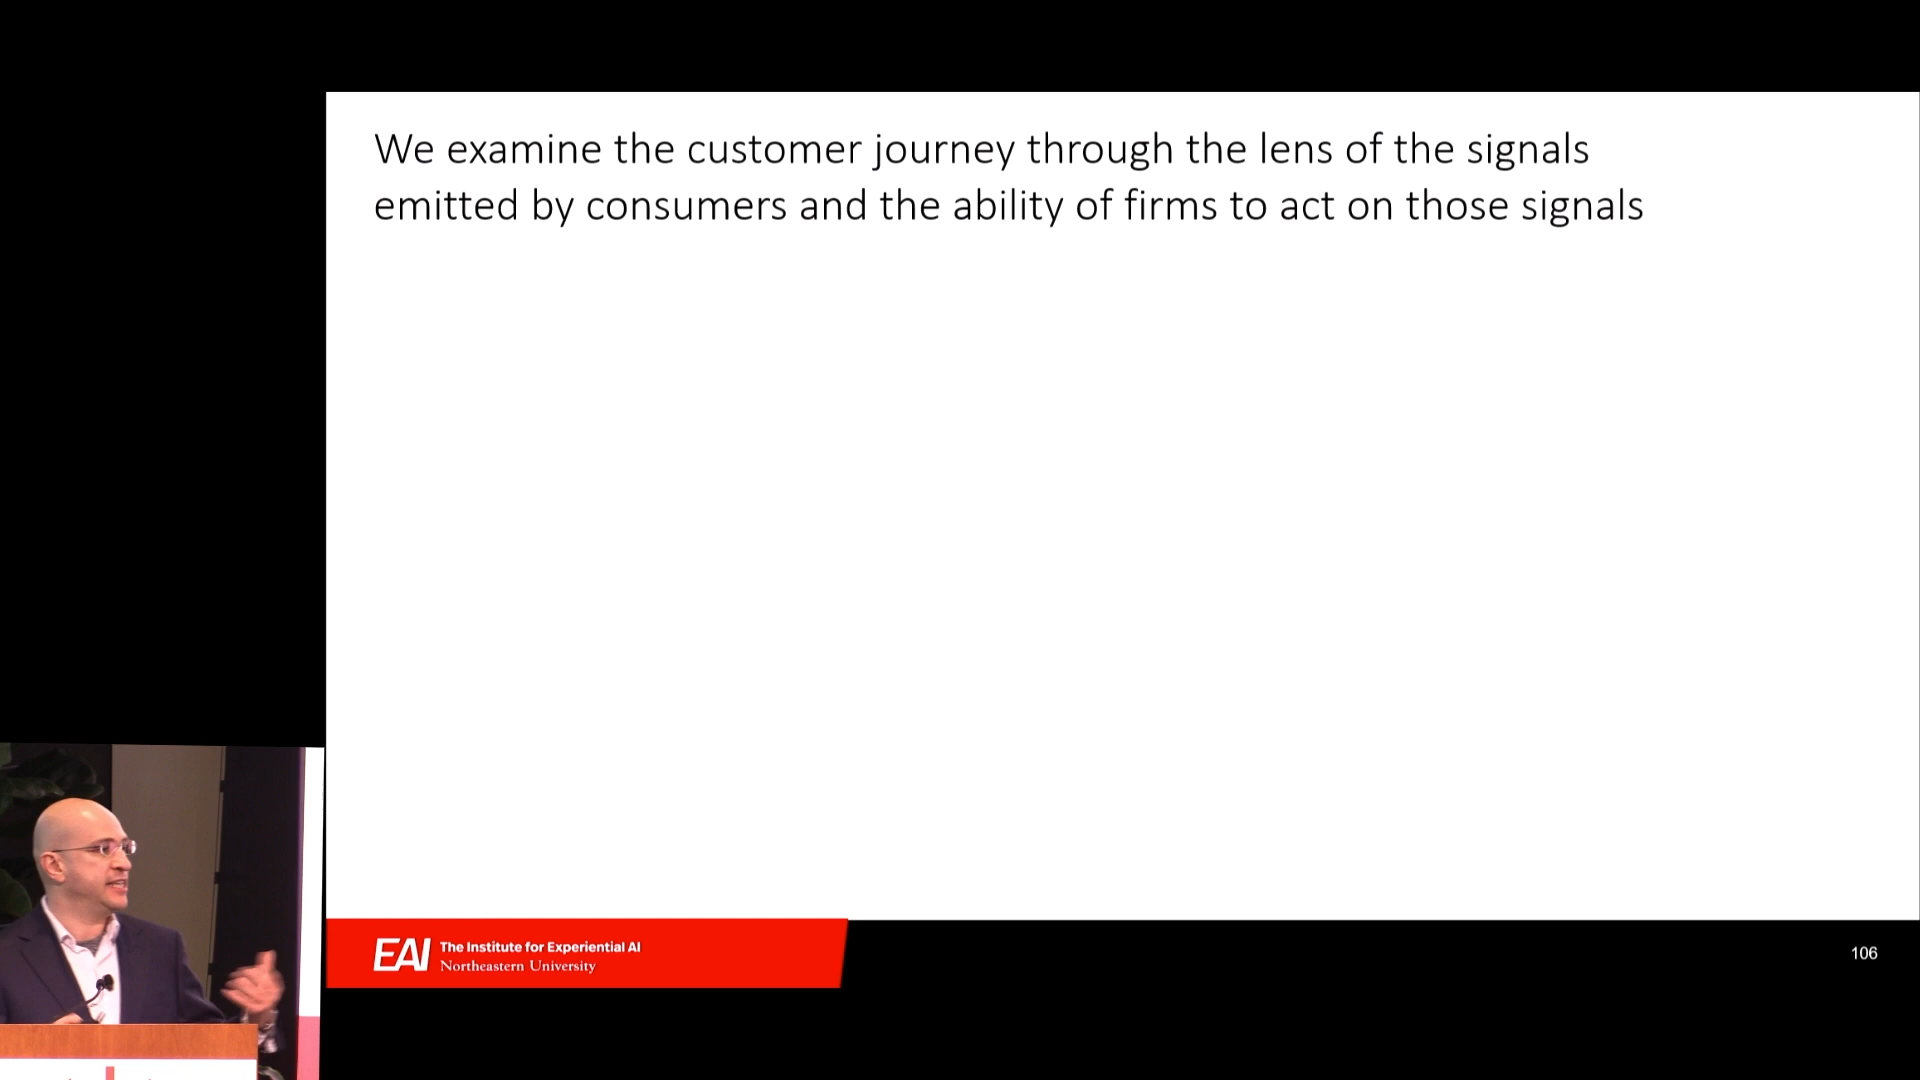 We examine the customer journey through the lens of the signals
emitted by consumers and the ability of firms to act on those signals
EAI
The Institute for Experiential AI
Northeastern University
106